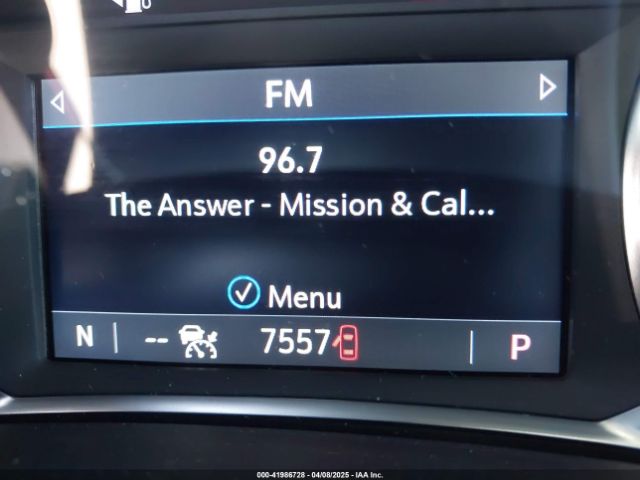 FM
96.7
The Answer - Mission & Cal...
Menu
N -- 7557 P
000-41986728 - 04/08/2025 - IAA Inc.